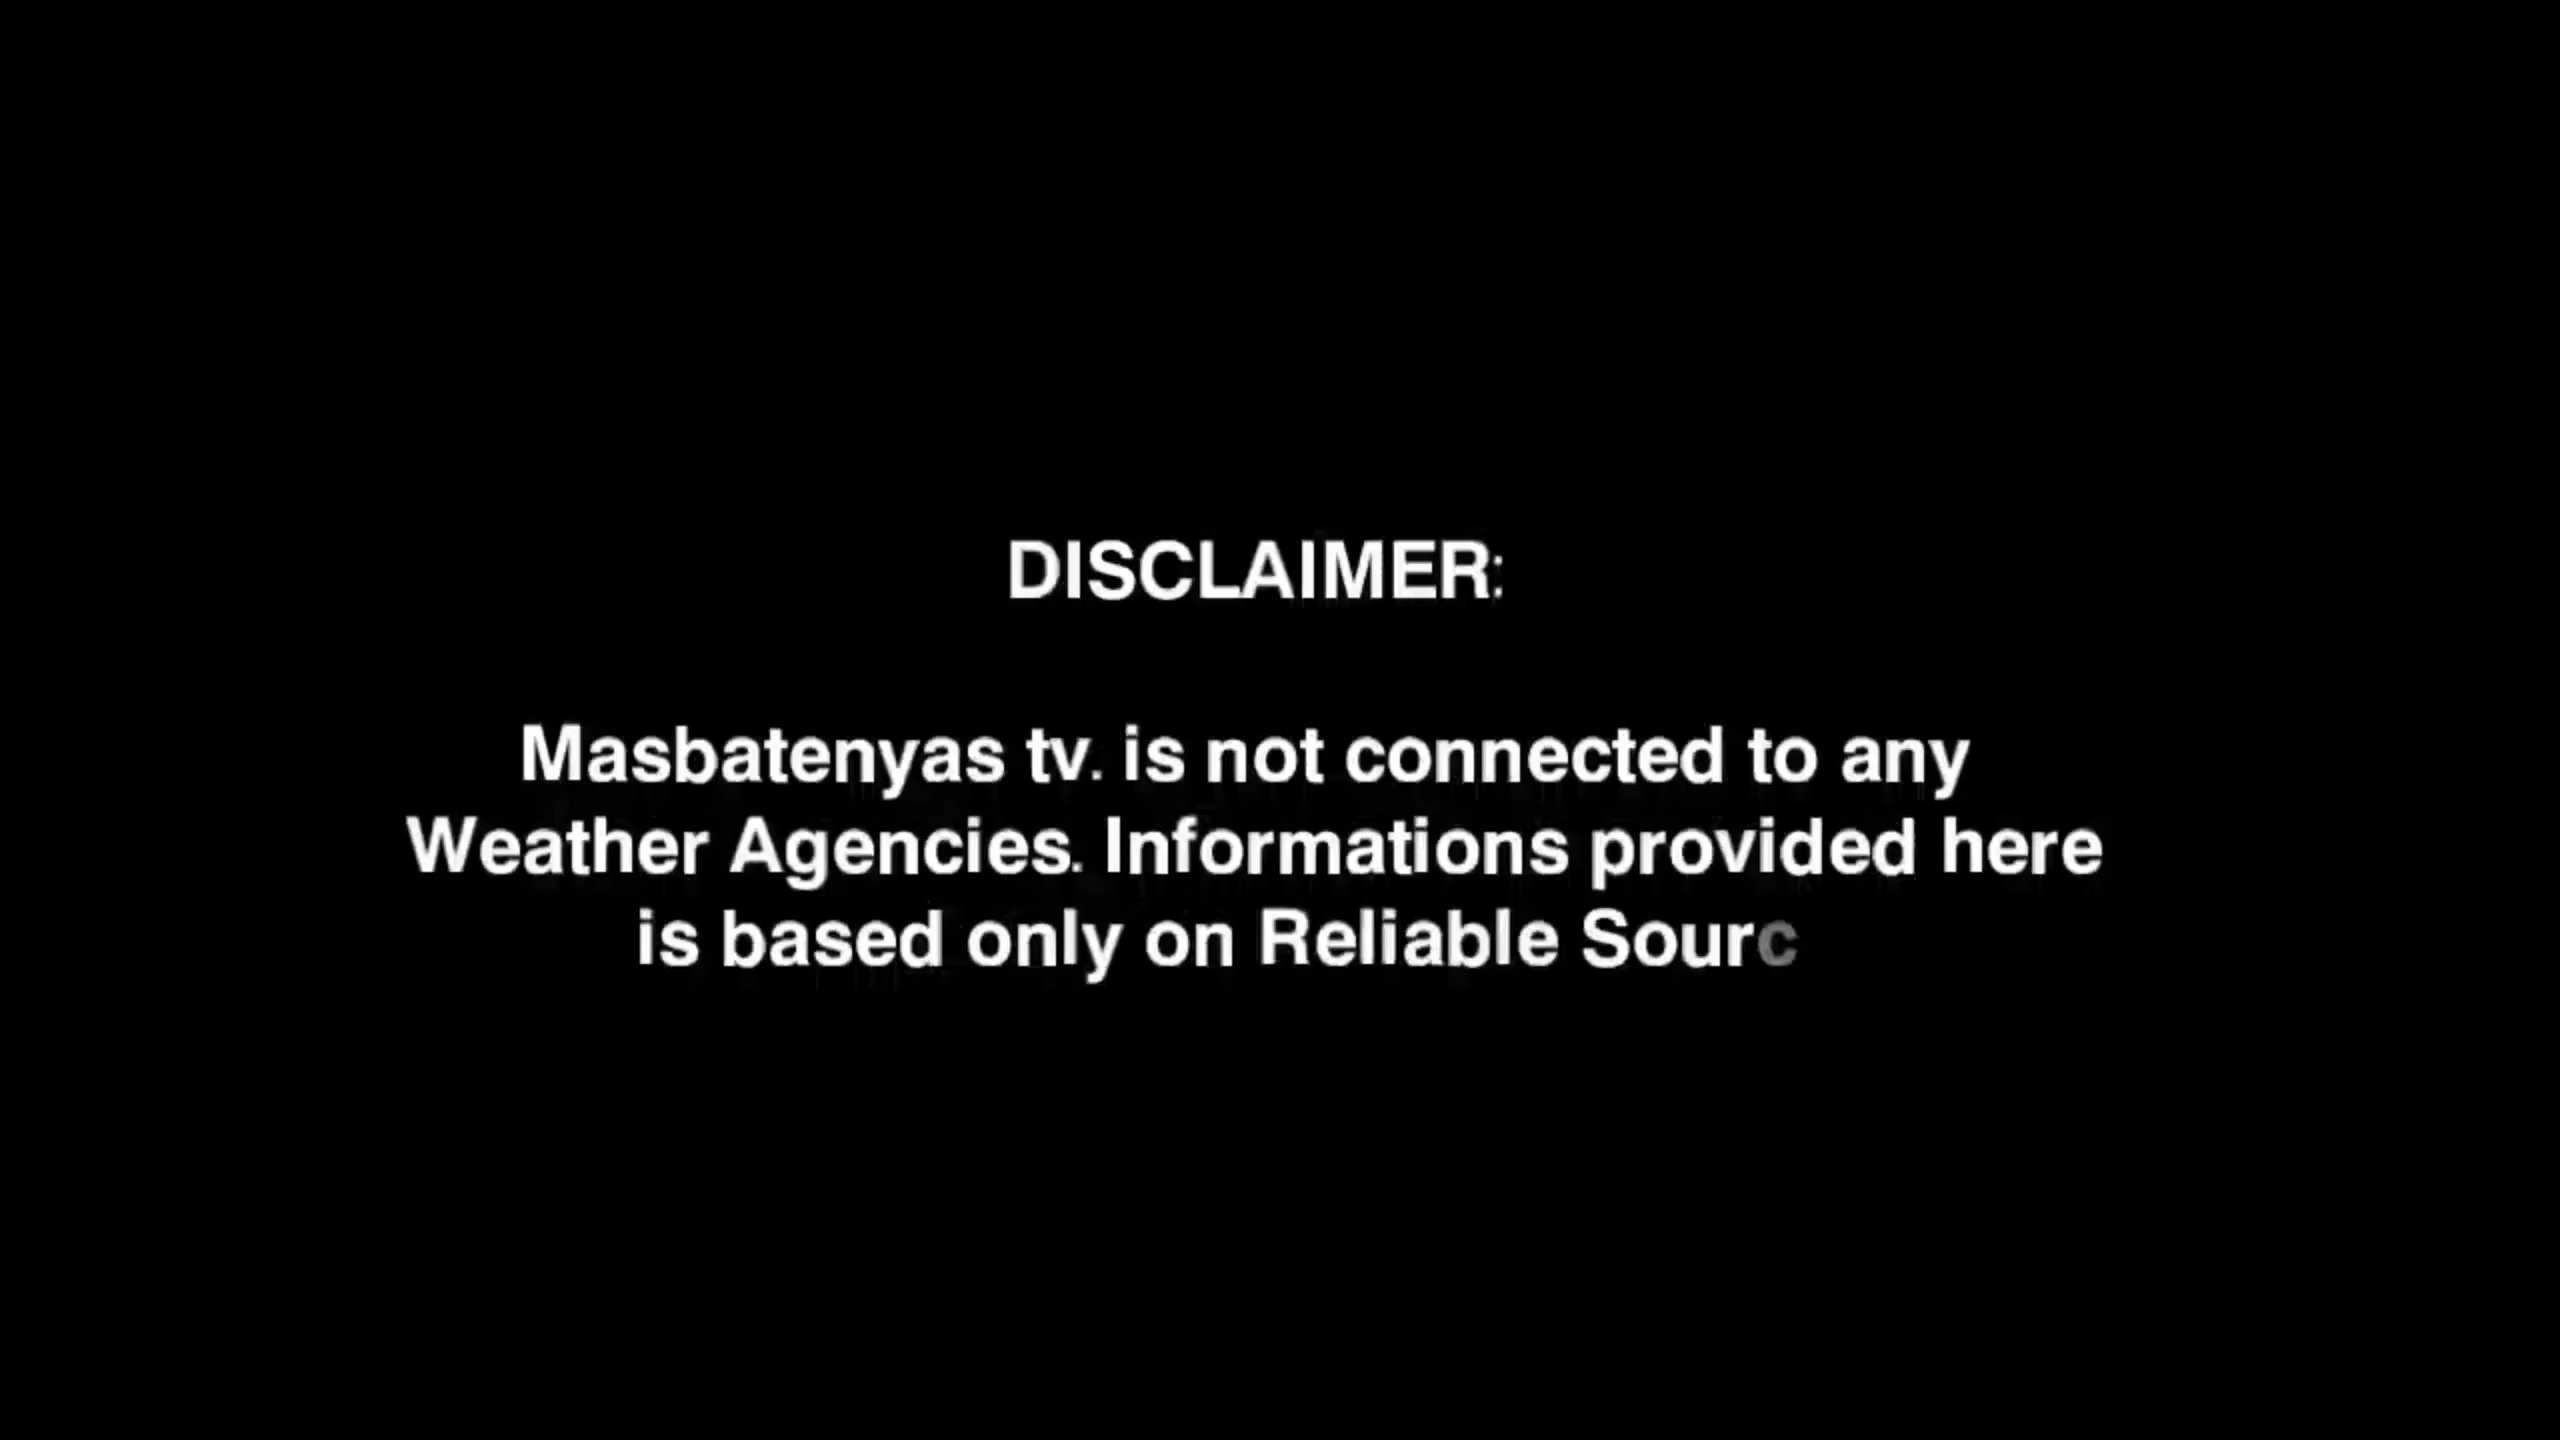 DISCLAIMER:
Masbatenyas tv. is not connected to any
Weather Agencies. Informations provided here
is based only on Reliable Sourc